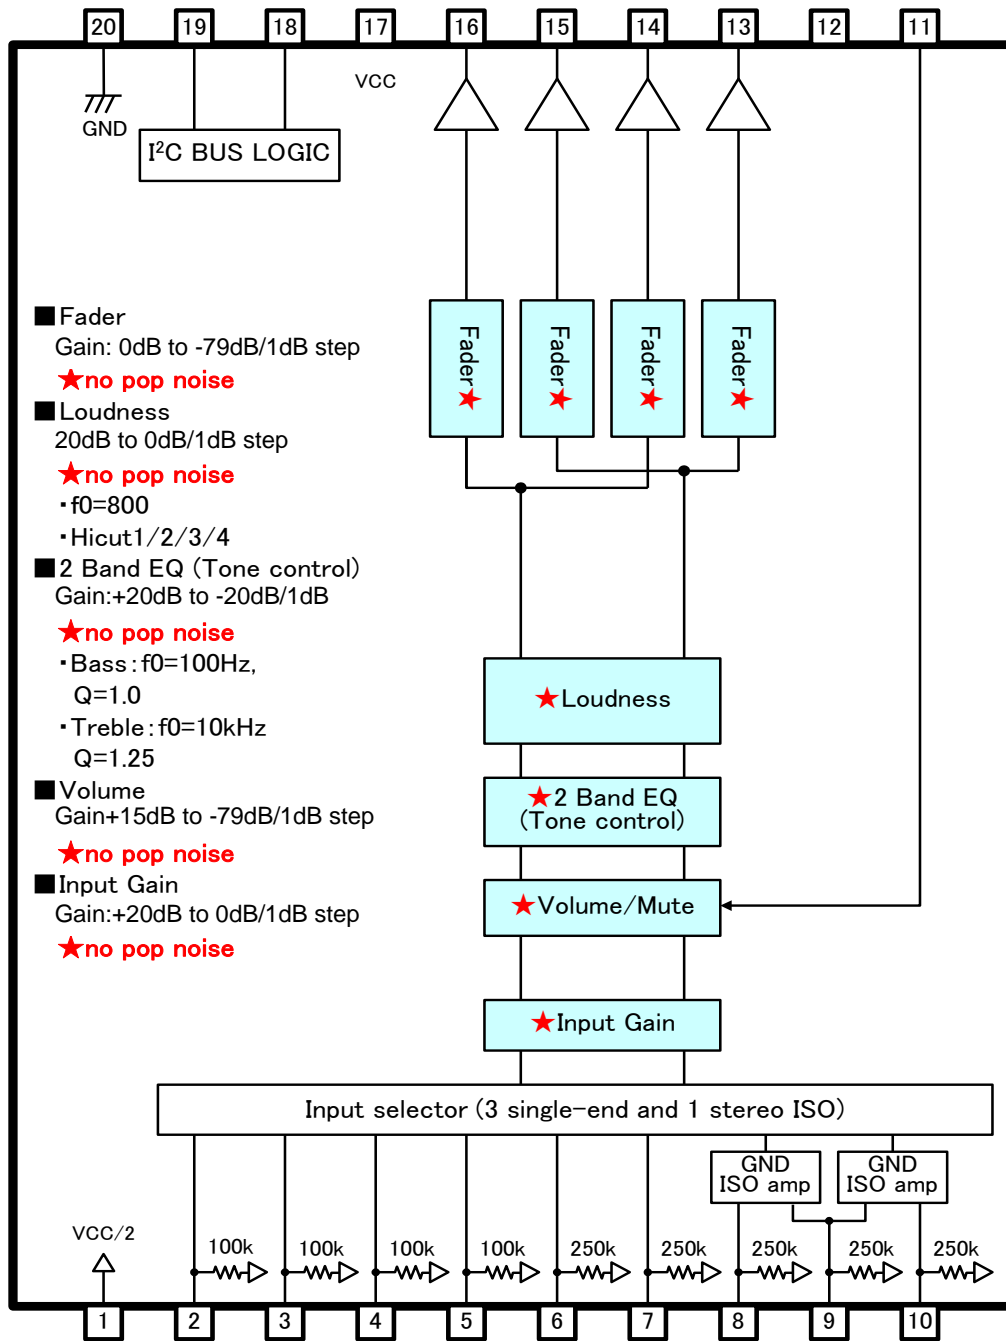 20 19 18 17 16 15 14 13 12 11
VCC
GND
I²C BUS LOGIC
■Fader
Gain: 0dB to -79dB/1dB step
★no pop noise
■Loudness
20dB to 0dB/1dB step
★no pop noise
・f0=800
・Hicut1/2/3/4
■2 Band EQ (Tone control)
Gain:+20dB to -20dB/1dB
★no pop noise
・Bass:f0=100Hz,
Q=1.0
・Treble:f0=10kHz
Q=1.25
■Volume
Gain+15dB to -79dB/1dB step
★no pop noise
■Input Gain
Gain:+20dB to 0dB/1dB step
★no pop noise
Fader★
Fader★
Fader★
Fader★
★Loudness
★2 Band EQ
(Tone control)
★Volume/Mute
★Input Gain
Input selector (3 single-end and 1 stereo ISO)
GND
ISO amp
GND
ISO amp
VCC/2
100k 100k 100k 100k 250k 250k 250k 250k 250k
1 2 3 4 5 6 7 8 9 10